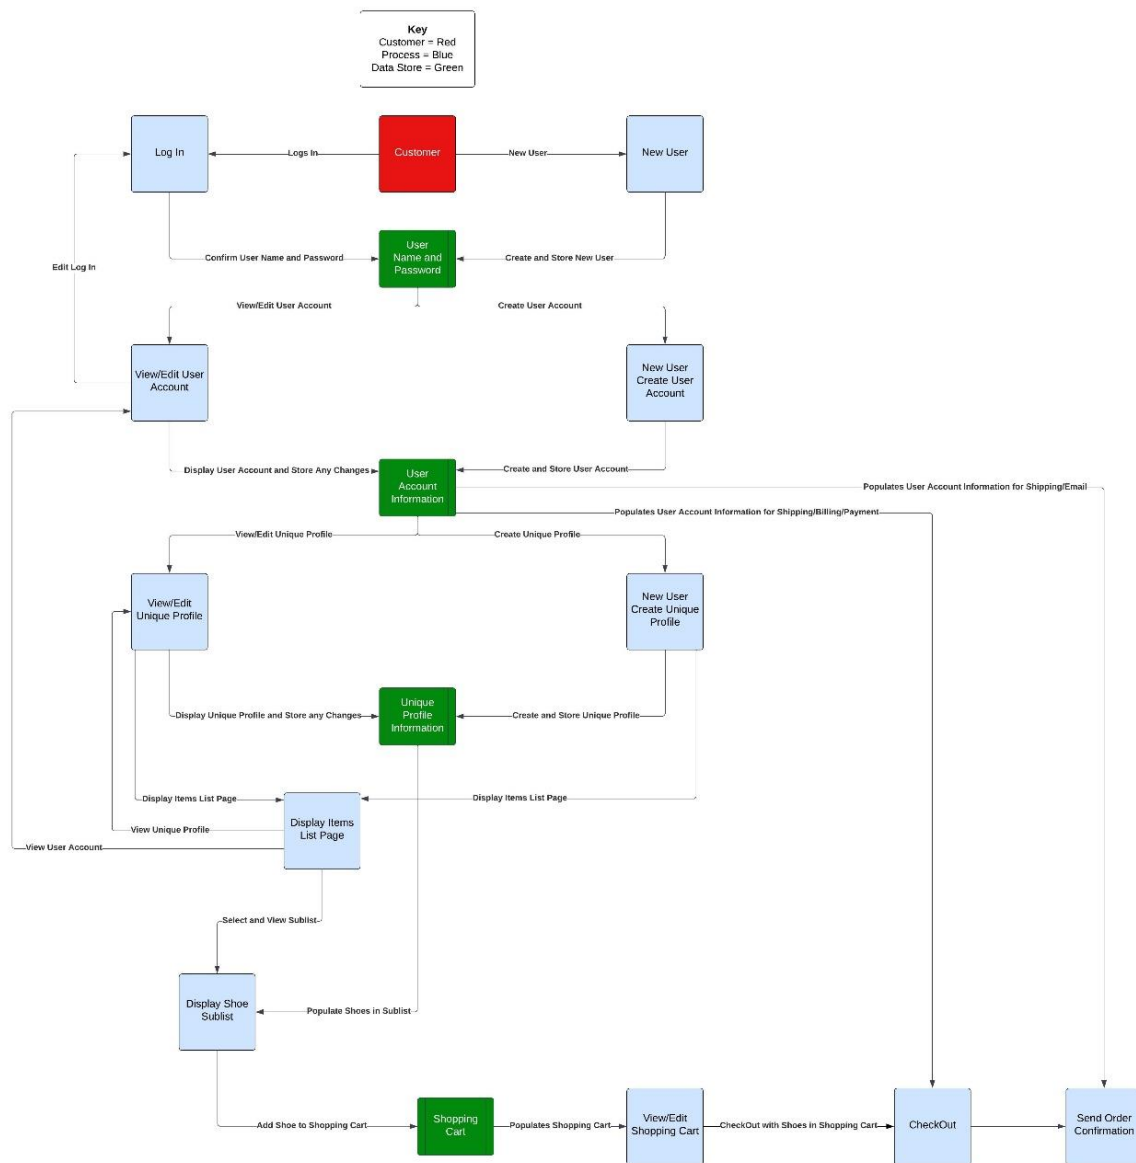 Key
Customer = Red
Process = Blue
Data Store = Green
Log In
Logs In
Customer
New User
New User
Edit Log In
Confirm User Name and Password
User
Name and
Password
Create and Store New User
View/Edit User Account
Create User Account
View/Edit User
Account
New User
Create User
Account
Display User Account and Store Any Changes
User
Account
Information
Create and Store User Account
Populates User Account Information for Shipping/Email
Populates User Account Information for Shipping/Billing/Payment
View/Edit Unique Profile
Create Unique Profile
View/Edit
Unique Profile
New User
Create Unique
Profile
Display Unique Profile and Store any Changes
Unique
Profile
Information
Create and Store Unique Profile
Display Items List Page
Display Items List Page
Display Items
List Page
View Unique Profile
View User Account
Select and View Sublist
Display Shoe
Sublist
Populate Shoes in Sublist
Add Shoe to Shopping Cart
Shopping
Cart
Populates Shopping Cart
View/Edit
Shopping Cart
CheckOut with Shoes in Shopping Cart
CheckOut
Send Order
Confirmation